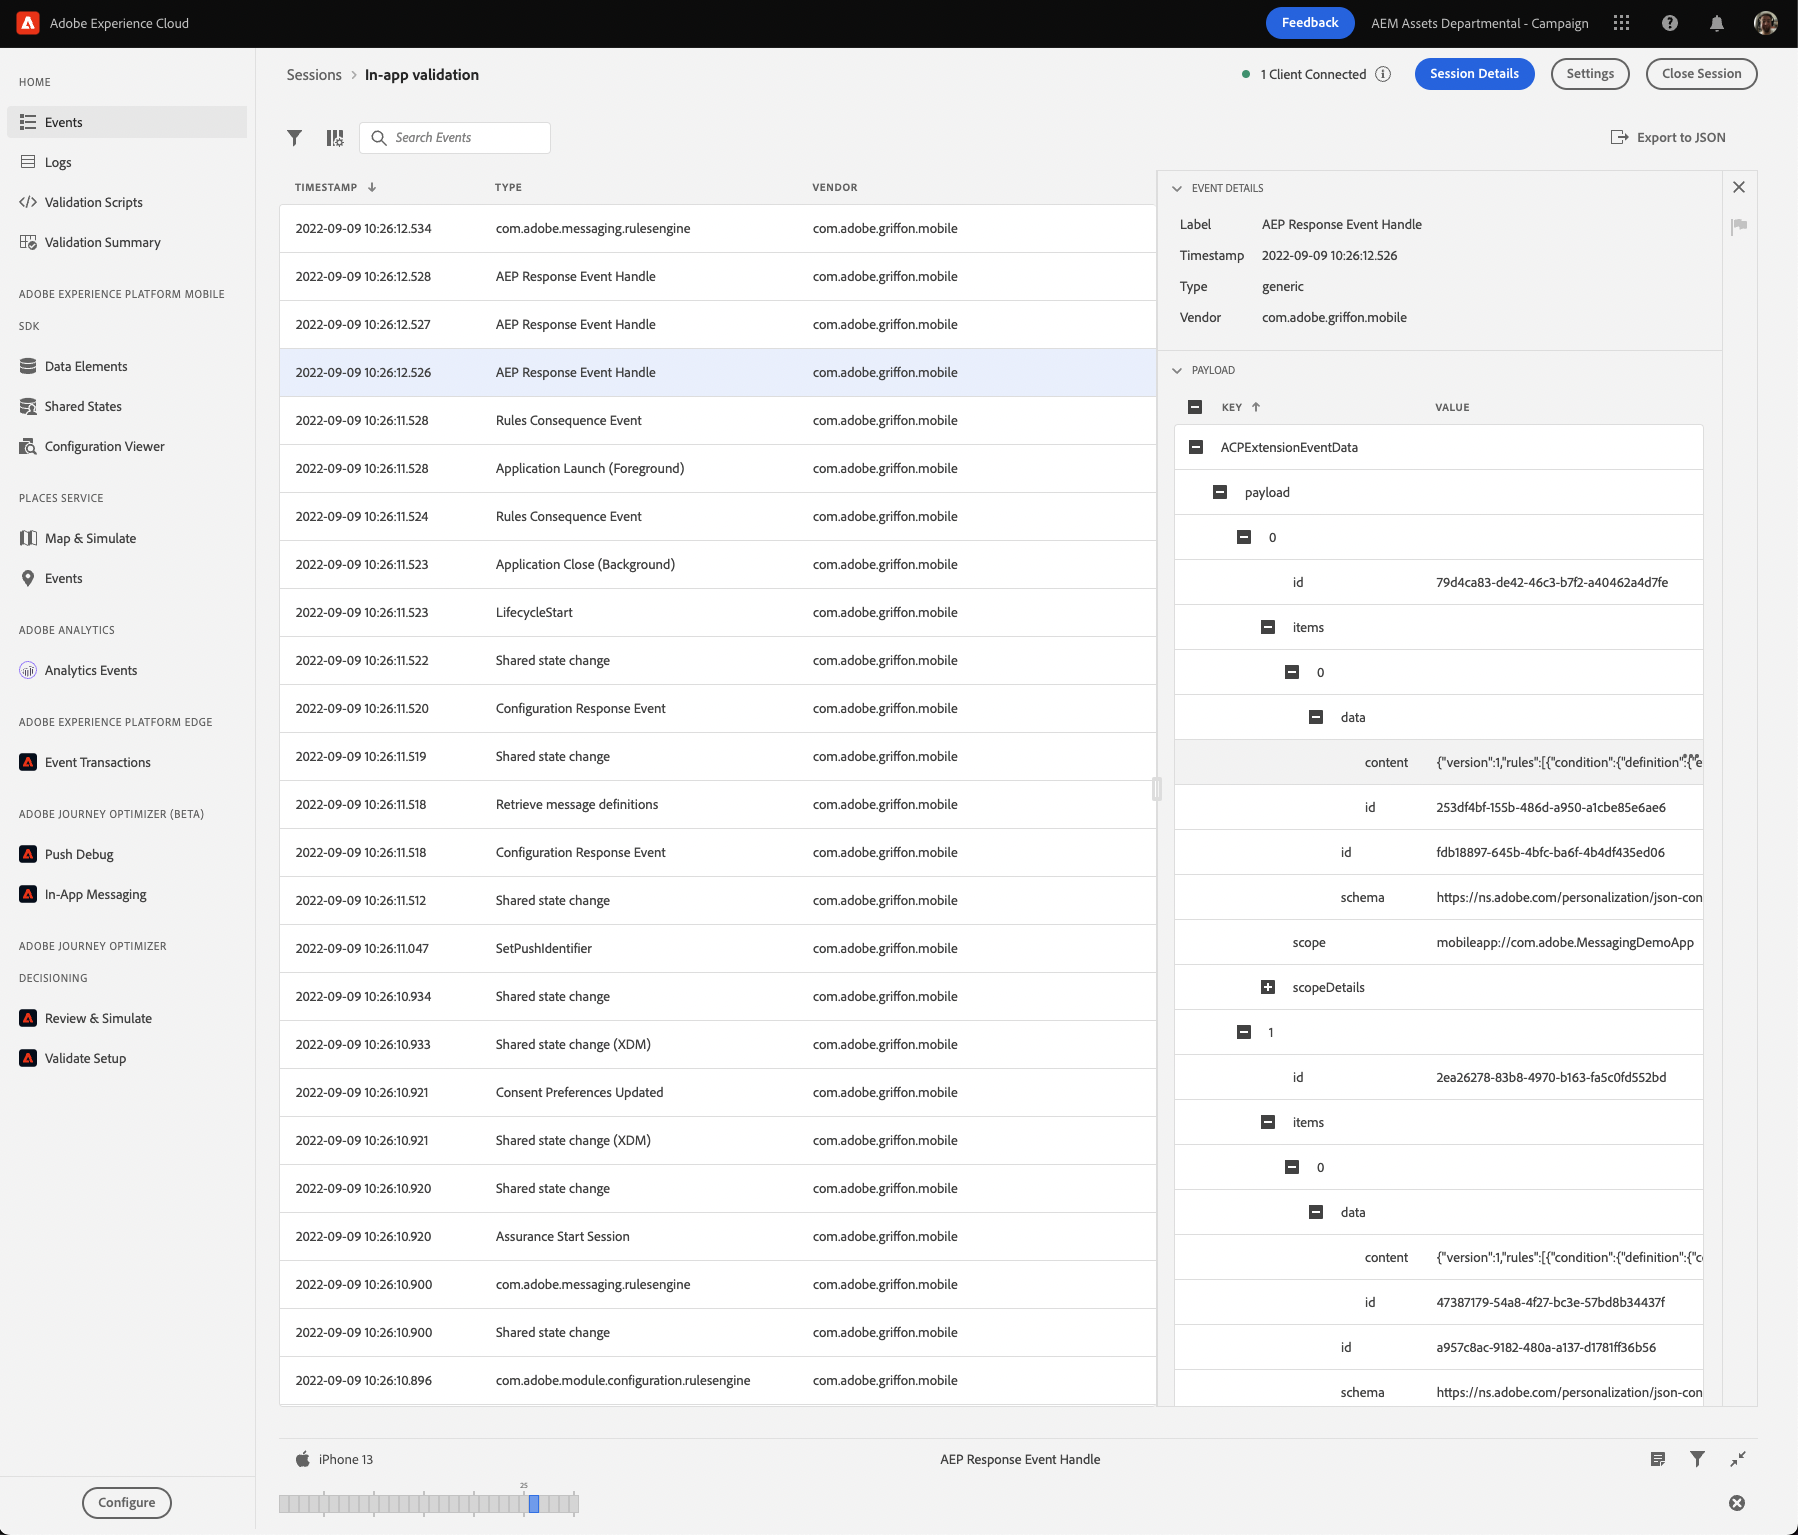 Adobe Experience Cloud
Feedback
AEM Assets Departmental - Campaign
HOME
Events
Logs
Validation Scripts
Validation Summary
ADOBE EXPERIENCE PLATFORM MOBILE
SDK
Data Elements
Shared States
Configuration Viewer
PLACES SERVICE
Map & Simulate
Events
ADOBE ANALYTICS
Analytics Events
ADOBE EXPERIENCE PLATFORM EDGE
Event Transactions
ADOBE JOURNEY OPTIMIZER (BETA)
Push Debug
In-App Messaging
ADOBE JOURNEY OPTIMIZER
DECISIONING
Review & Simulate
Validate Setup
Configure
Sessions > In-app validation
1 Client Connected
Session Details
Settings
Close Session
Search Events
Export to JSON
TIMESTAMP TYPE VENDOR
2022-09-09 10:26:12.534 com.adobe.messaging.rulesengine com.adobe.griffon.mobile
2022-09-09 10:26:12.528 AEP Response Event Handle com.adobe.griffon.mobile
2022-09-09 10:26:12.527 AEP Response Event Handle com.adobe.griffon.mobile
2022-09-09 10:26:12.526 AEP Response Event Handle com.adobe.griffon.mobile
2022-09-09 10:26:11.528 Rules Consequence Event com.adobe.griffon.mobile
2022-09-09 10:26:11.528 Application Launch (Foreground) com.adobe.griffon.mobile
2022-09-09 10:26:11.524 Rules Consequence Event com.adobe.griffon.mobile
2022-09-09 10:26:11.523 Application Close (Background) com.adobe.griffon.mobile
2022-09-09 10:26:11.523 LifecycleStart com.adobe.griffon.mobile
2022-09-09 10:26:11.522 Shared state change com.adobe.griffon.mobile
2022-09-09 10:26:11.520 Configuration Response Event com.adobe.griffon.mobile
2022-09-09 10:26:11.519 Shared state change com.adobe.griffon.mobile
2022-09-09 10:26:11.518 Retrieve message definitions com.adobe.griffon.mobile
2022-09-09 10:26:11.518 Configuration Response Event com.adobe.griffon.mobile
2022-09-09 10:26:11.512 Shared state change com.adobe.griffon.mobile
2022-09-09 10:26:11.047 SetPushIdentifier com.adobe.griffon.mobile
2022-09-09 10:26:10.934 Shared state change com.adobe.griffon.mobile
2022-09-09 10:26:10.933 Shared state change (XDM) com.adobe.griffon.mobile
2022-09-09 10:26:10.921 Consent Preferences Updated com.adobe.griffon.mobile
2022-09-09 10:26:10.921 Shared state change (XDM) com.adobe.griffon.mobile
2022-09-09 10:26:10.920 Shared state change com.adobe.griffon.mobile
2022-09-09 10:26:10.920 Assurance Start Session com.adobe.griffon.mobile
2022-09-09 10:26:10.900 com.adobe.messaging.rulesengine com.adobe.griffon.mobile
2022-09-09 10:26:10.900 Shared state change com.adobe.griffon.mobile
2022-09-09 10:26:10.896 com.adobe.module.configuration.rulesengine com.adobe.griffon.mobile
EVENT DETAILS
Label AEP Response Event Handle
Timestamp 2022-09-09 10:26:12.526
Type generic
Vendor com.adobe.griffon.mobile
PAYLOAD
KEY VALUE
ACPExtensionEventData
payload
0
id 79d4ca83-de42-46c3-b7f2-a40462a4d7fe
items
0
data
content {"version":1,"rules":[{"condition":{"definition":{"e
id 253df4bf-155b-486d-a950-a1cbe85e6ae6
id fdb18897-645b-4bfc-ba6f-4b4df435ed06
schema https://ns.adobe.com/personalization/json-con
scope mobileapp://com.adobe.MessagingDemoApp
scopeDetails
1
id 2ea26278-83b8-4970-b163-fa5c0fd552bd
items
0
data
content {"version":1,"rules":[{"condition":{"definition":{"c
id 47387179-54a8-4f27-bc3e-57bd8b34437f
id a957c8ac-9182-480a-a137-d1781ff36b56
schema https://ns.adobe.com/personalization/json-con
iPhone 13
AEP Response Event Handle
25